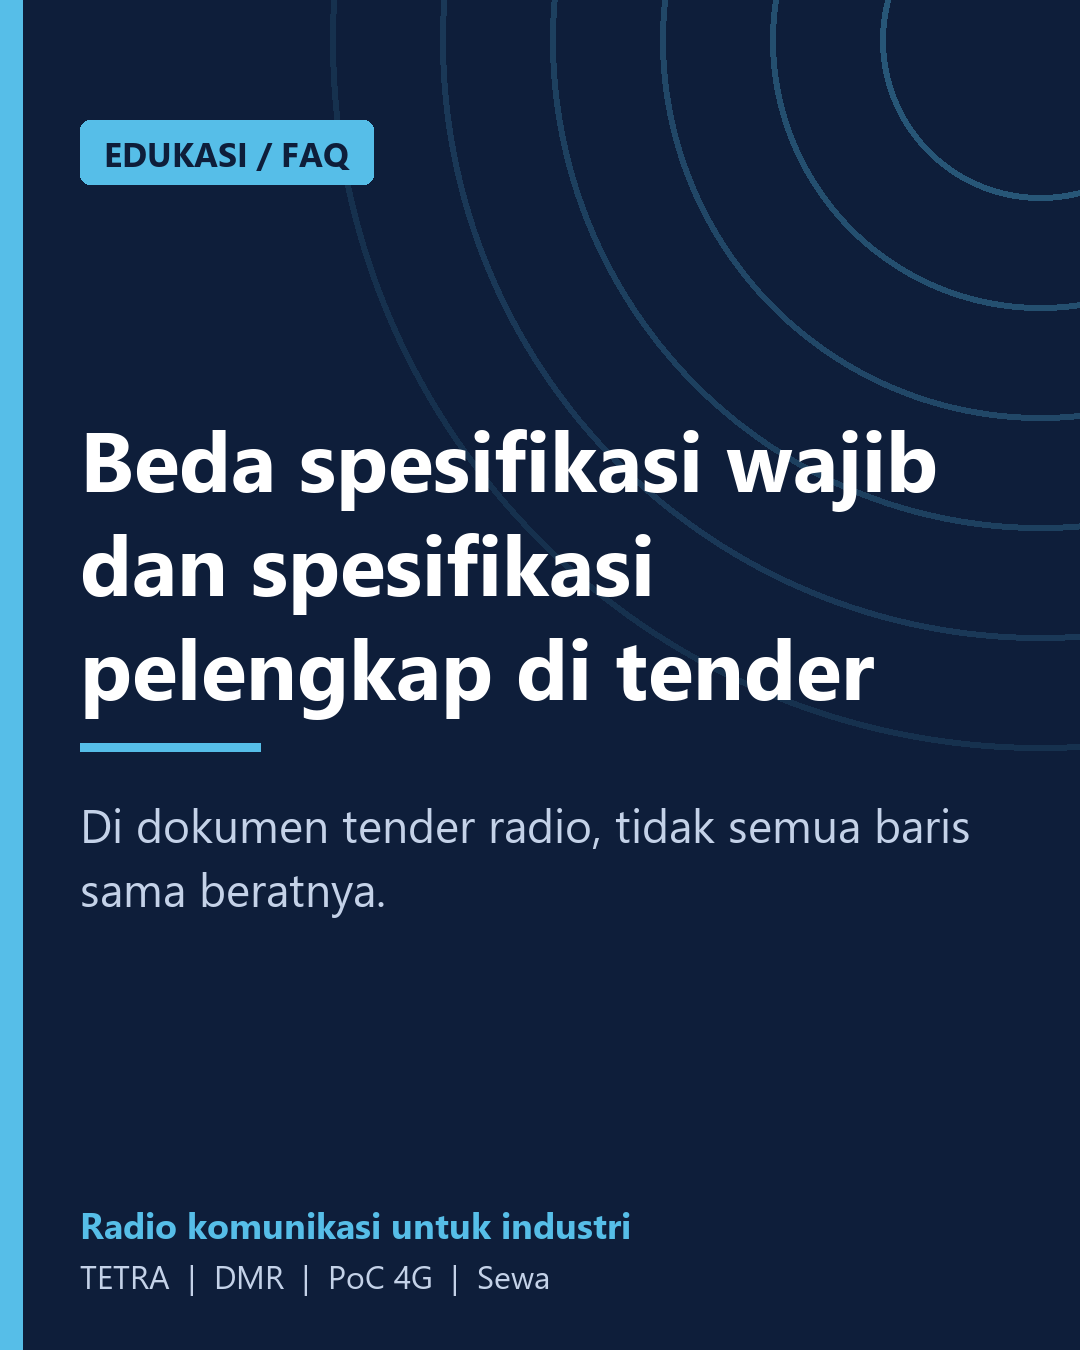 EDUKASI / FAQ
Beda spesifikasi wajib
dan spesifikasi
pelengkap di tender
Di dokumen tender radio, tidak semua baris
sama beratnya.
Radio komunikasi untuk industri
TETRA | DMR | PoC 4G | Sewa